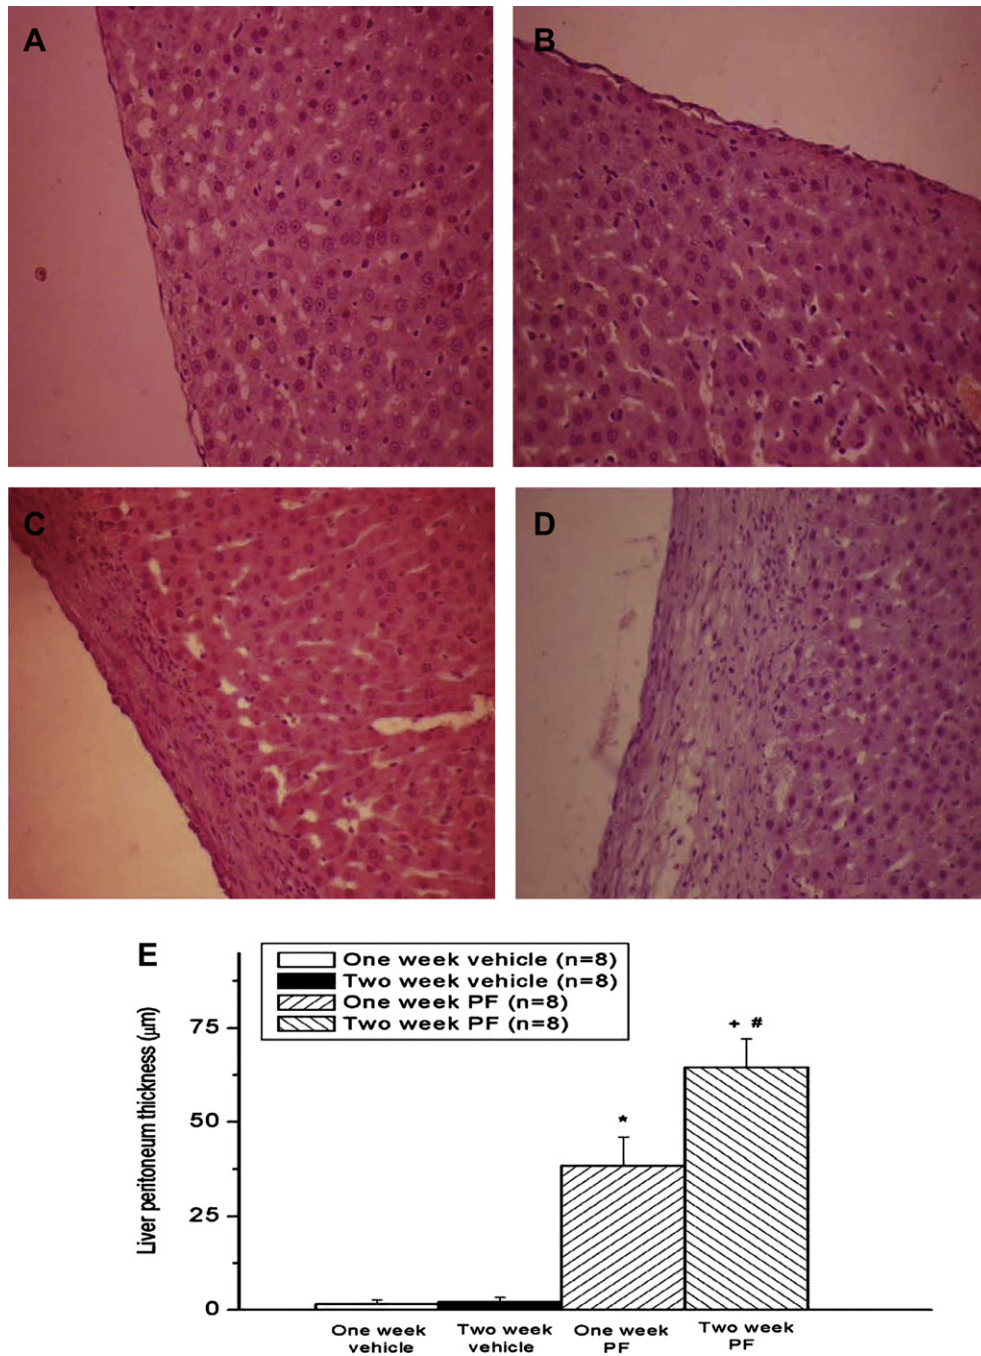 A
B
C
D
E
One week vehicle (n=8)
Two week vehicle (n=8)
One week PF (n=8)
Two week PF (n=8)
Liver peritoneum thickness (μm)
75
50
25
0
*
+ #
One week
vehicle
Two week
vehicle
One week
PF
Two week
PF